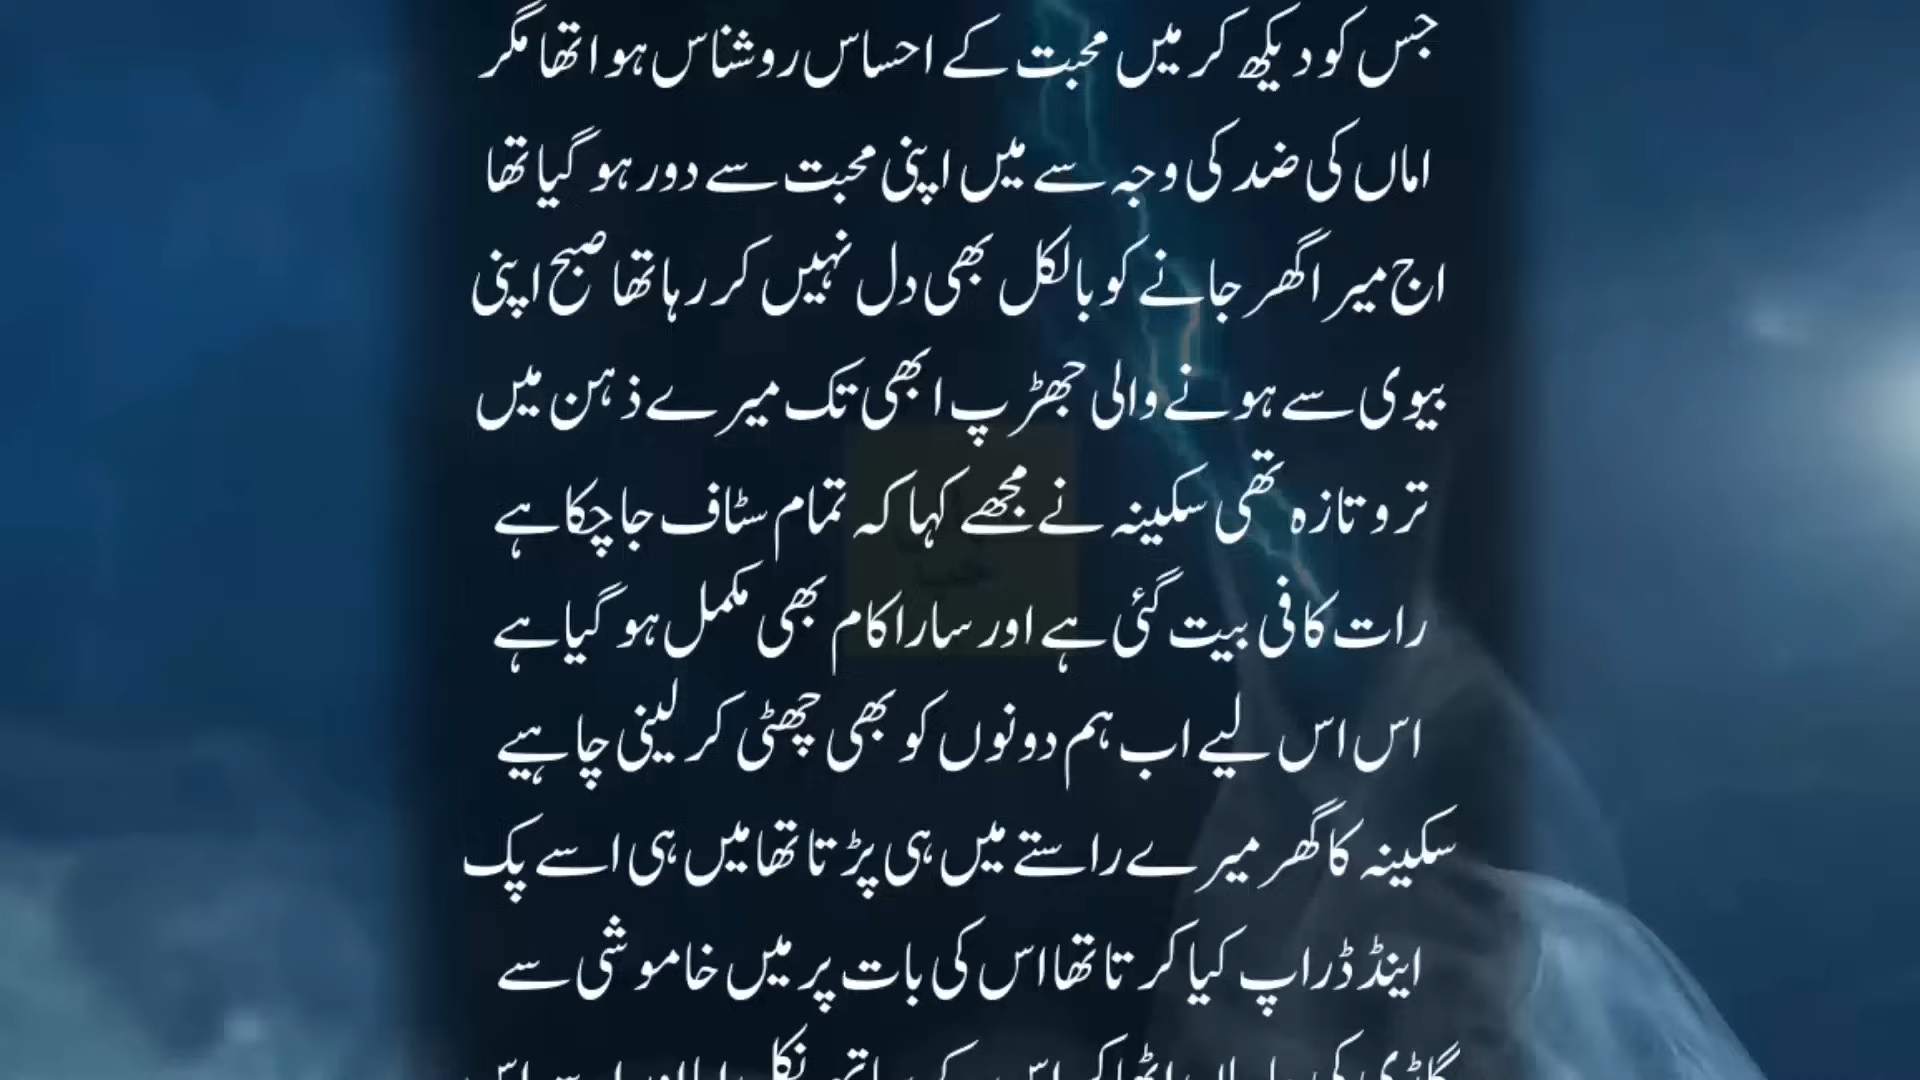 جس کو دیکھ کر میں محبت کے احساس روشناس ہوا تھا مگر
اماں کی ضد کی وجہ سے میں اپنی محبت سے دور ہو گیا تھا
اج میرا گھر جانے کو بالکل بھی دل نہیں کر رہا تھا صبح اپنی
بیوی سے ہونے والی جھڑپ ابھی تک میرے ذہن میں
تر و تازہ تھی سکینہ نے مجھے کہا کہ تمام سٹاف جا چکا ہے
رات کافی بیت گئی ہے اور سارا کام بھی مکمل ہو گیا ہے
اس اس لیے اب ہم دونوں کو بھی چھٹی کر لینی چاہیے
سکینہ کا گھر میرے راستے میں ہی پڑتا تھا میں ہی اسے پک
اینڈ ڈراپ کیا کرتا تھا اس کی بات پر میں خاموشی سے